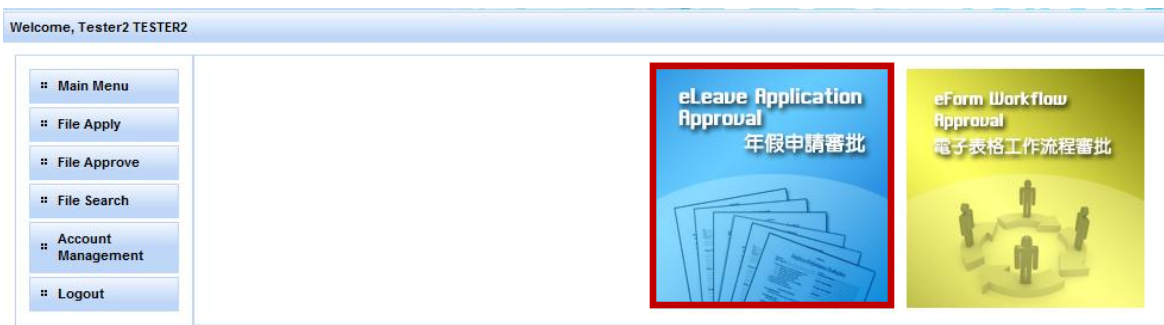 Welcome, Tester2 TESTER2
Main Menu
File Apply
File Approve
File Search
Account
Management
Logout
eLeave Application
Approval
年假申請審批
eForm Workflow
Approval
電子表格工作流程審批